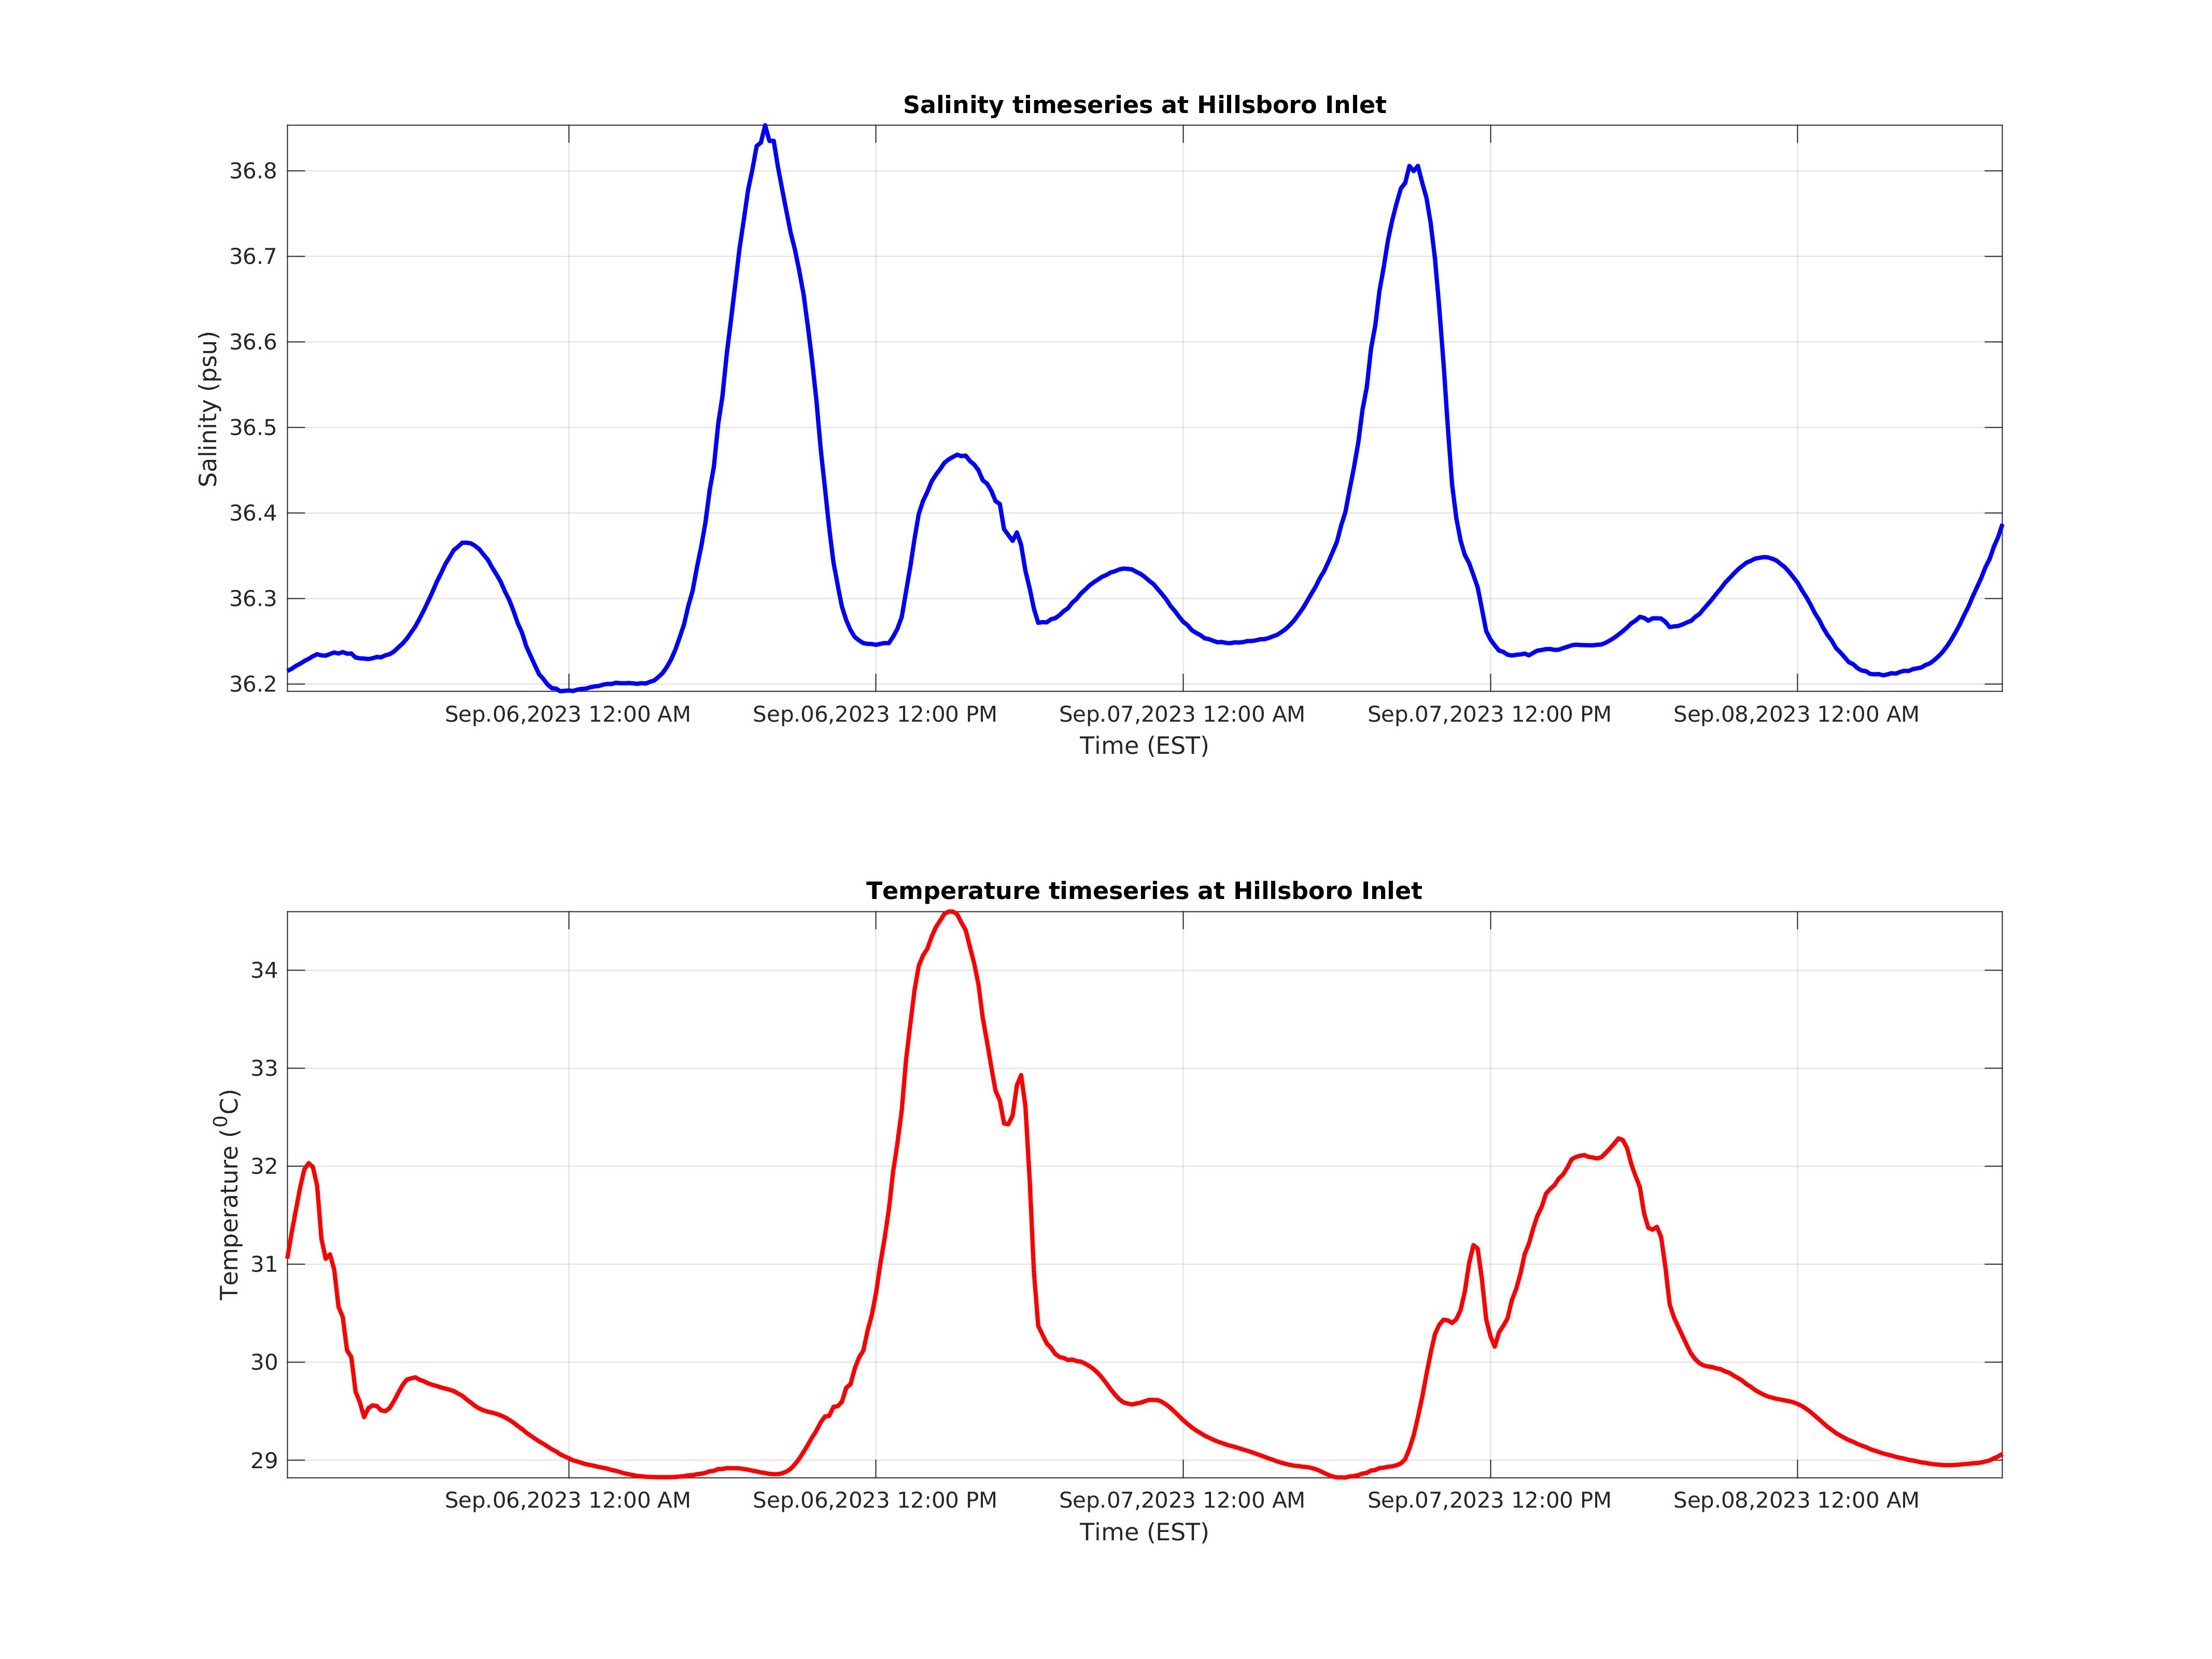 Salinity timeseries at Hillsboro Inlet
36.8
36.7
36.6
36.5
36.4
36.3
36.2
Salinity (psu)
Sep.06,2023 12:00 AM Sep.06,2023 12:00 PM Sep.07,2023 12:00 AM Sep.07,2023 12:00 PM Sep.08,2023 12:00 AM
Time (EST)
Temperature timeseries at Hillsboro Inlet
34
33
32
31
30
29
Temperature (⁰C)
Sep.06,2023 12:00 AM Sep.06,2023 12:00 PM Sep.07,2023 12:00 AM Sep.07,2023 12:00 PM Sep.08,2023 12:00 AM
Time (EST)